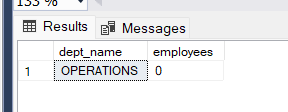 133 %
Results Messages
dept_name employees
1 OPERATIONS 0